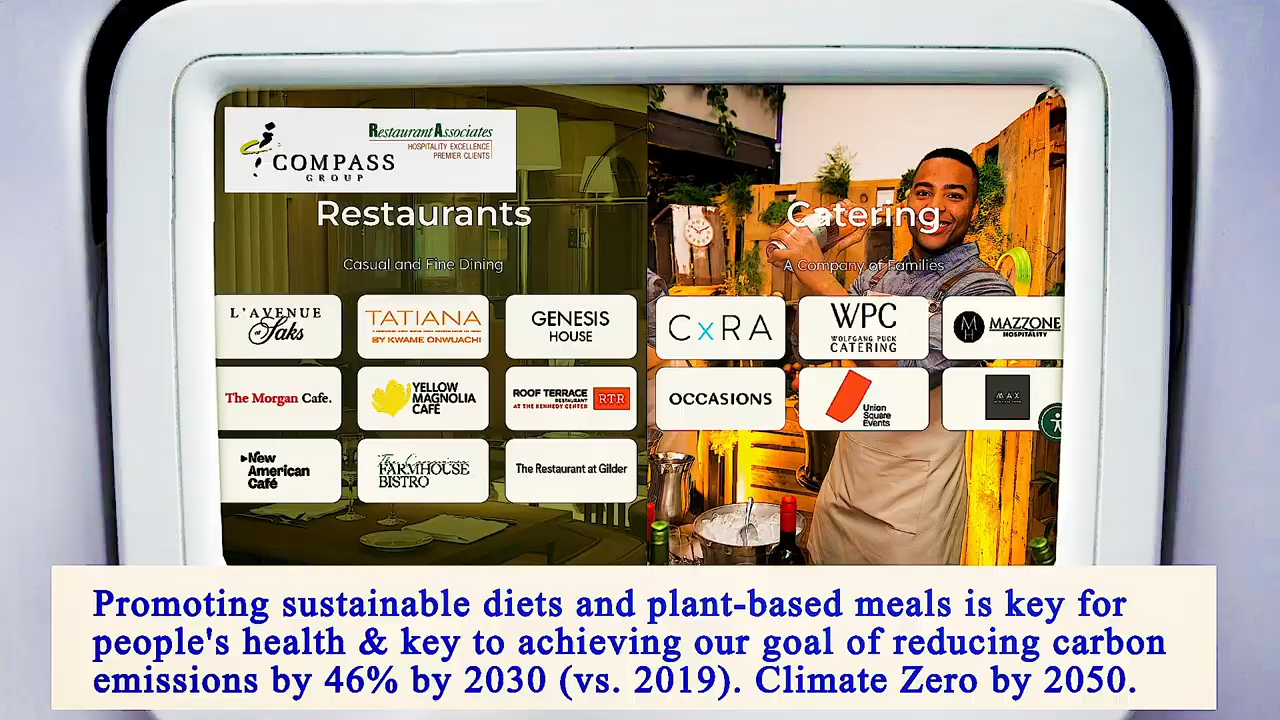 COMPASS
GROUP
Restaurant Associates
HOSPITALITY EXCELLENCE
PREMIER CLIENTS
Restaurants
Casual and Fine Dining
L'AVENUE
at Saks
TATIANA
BY KWAME ONWUACHI
GENESIS
HOUSE
The Morgan Cafe.
YELLOW
MAGNOLIA
CAFÉ
ROOF TERRACE
RESTAURANT
AT THE KENNEDY CENTER
RTR
New
American
Café
FARMHOUSE
BISTRO
The Restaurant at Gilder
Catering
A Company of Families
CxRA
WPC
WOLFGANG PUCK
CATERING
MH
MAZZONE
HOSPITALITY
OCCASIONS
Union
Square
Events
MAX
Promoting sustainable diets and plant-based meals is key for
people's health & key to achieving our goal of reducing carbon
emissions by 46% by 2030 (vs. 2019). Climate Zero by 2050.